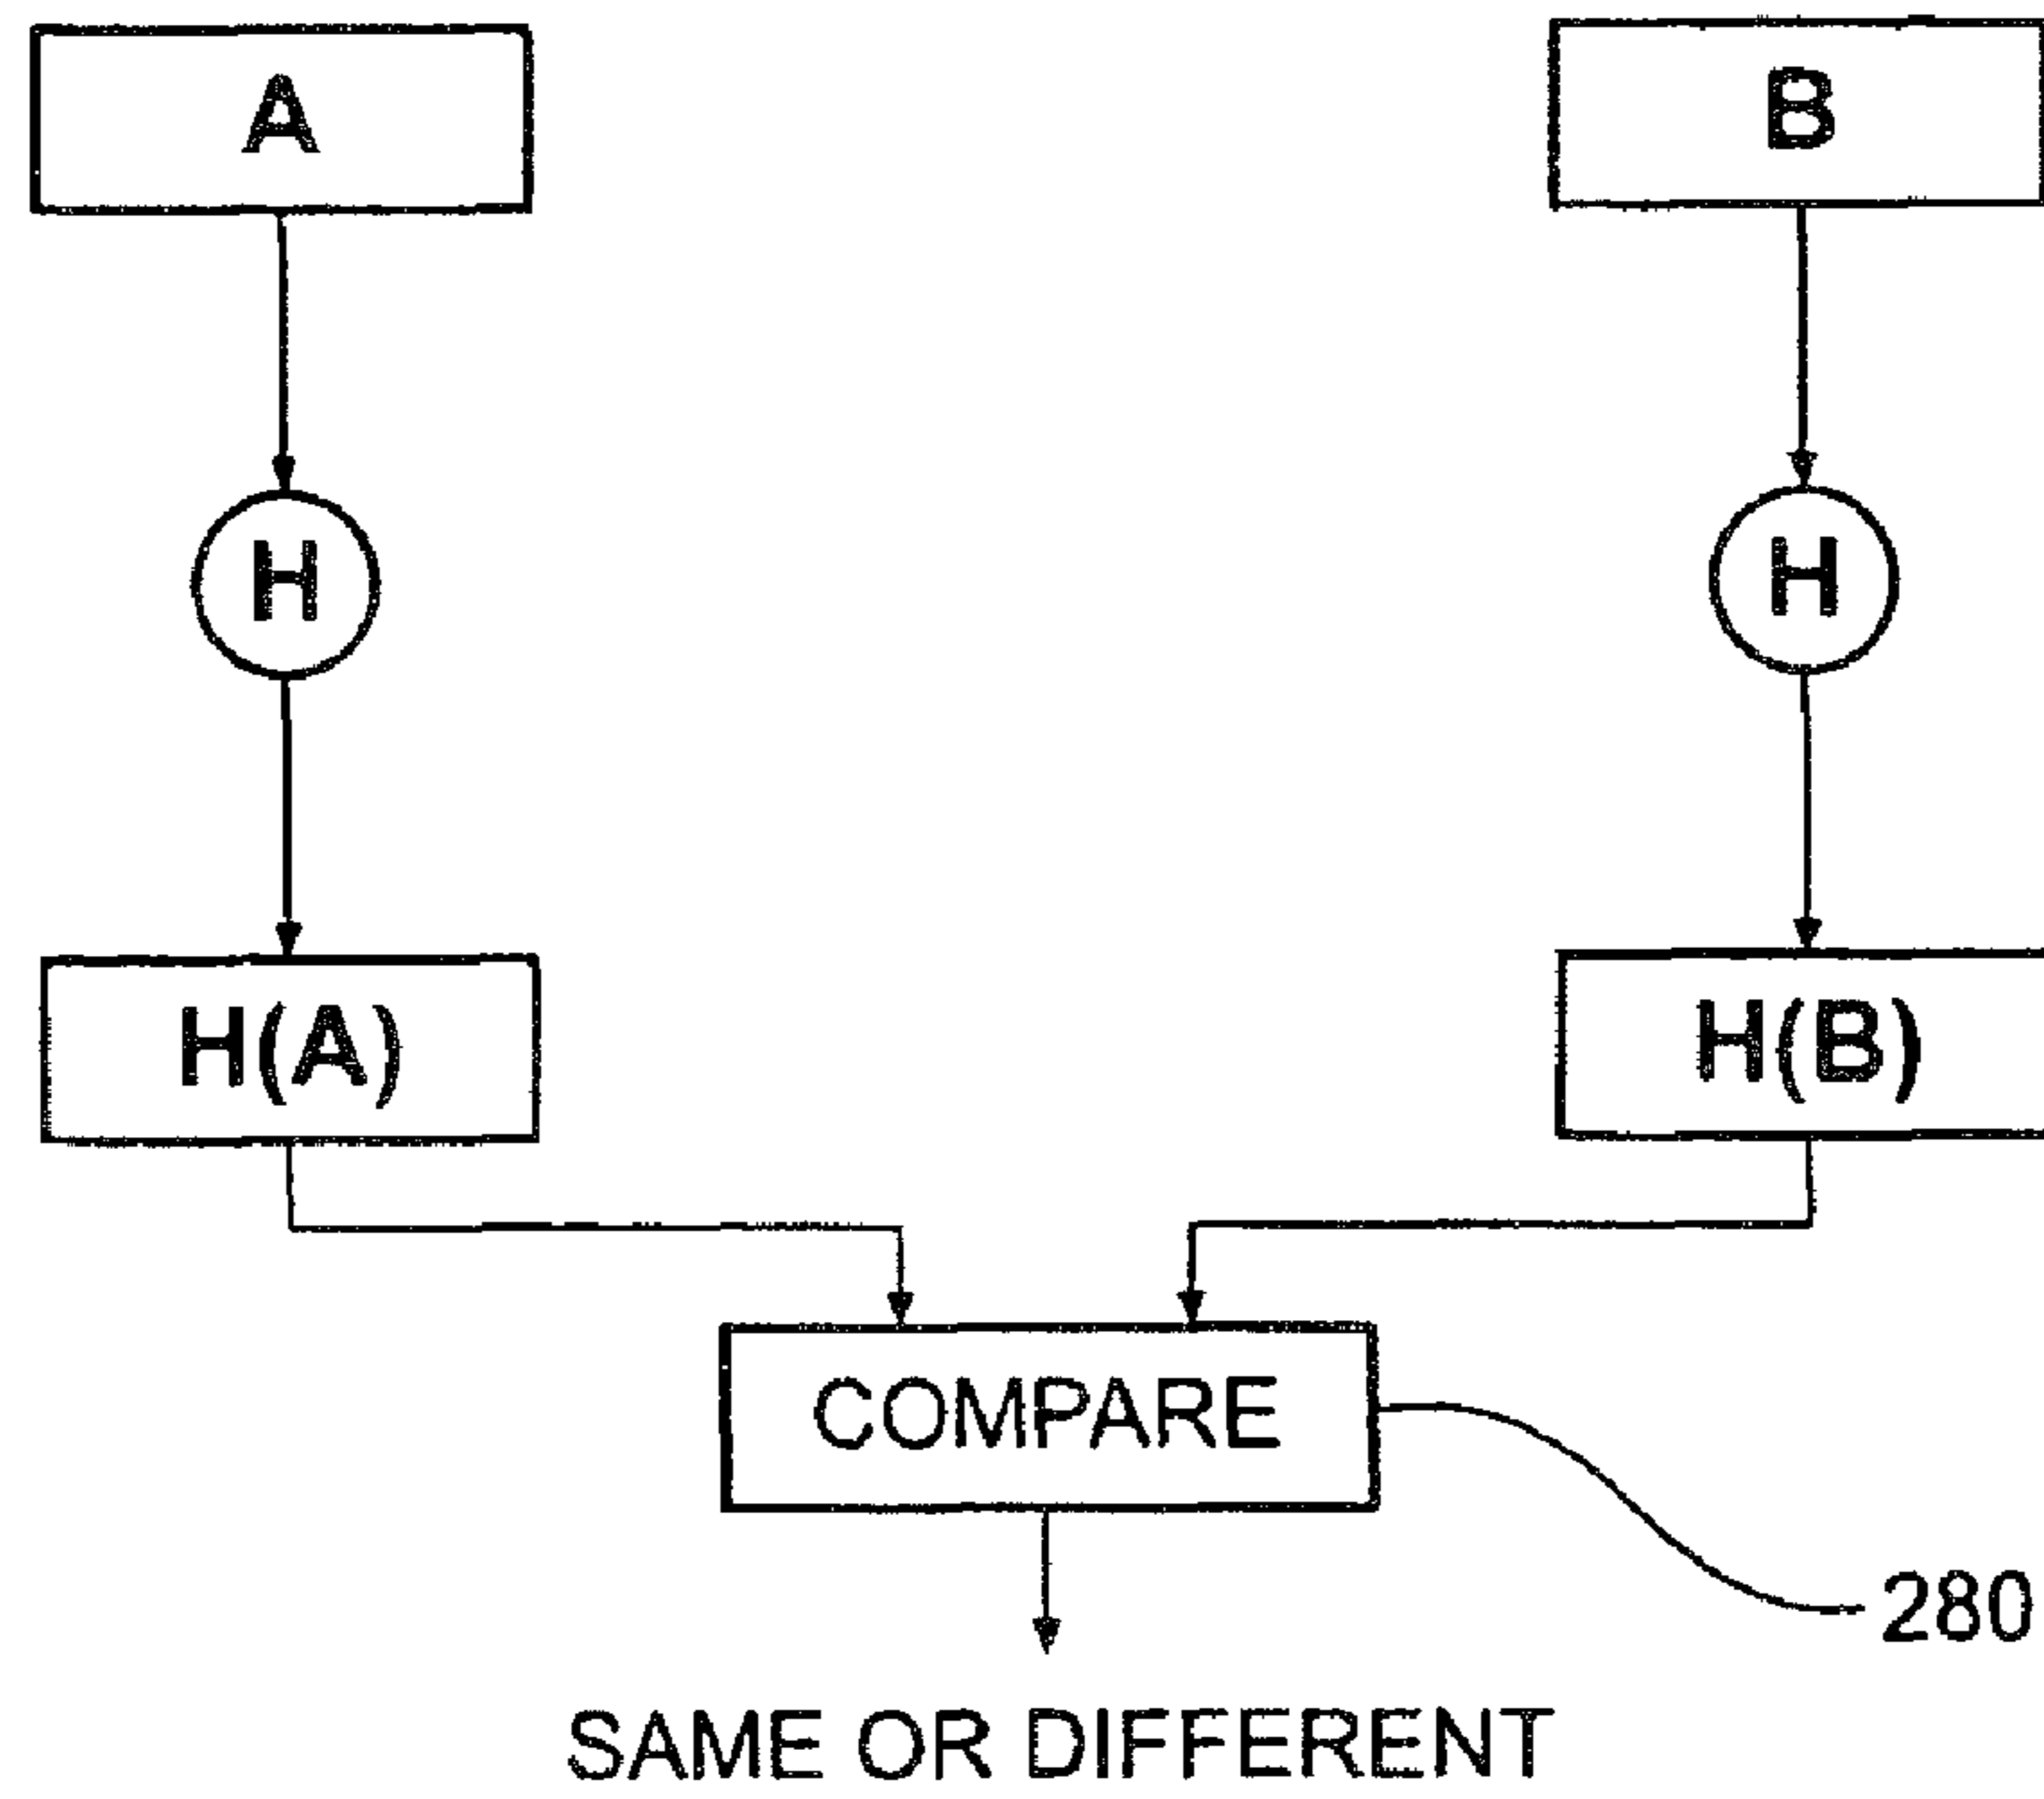 A
B
H
H
H(A)
H(B)
COMPARE
280
SAME OR DIFFERENT